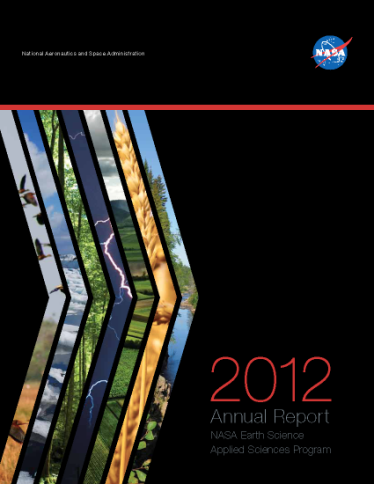 National Aeronautics and Space Administration
NASA
2012
Annual Report
NASA Earth Science
Applied Sciences Program